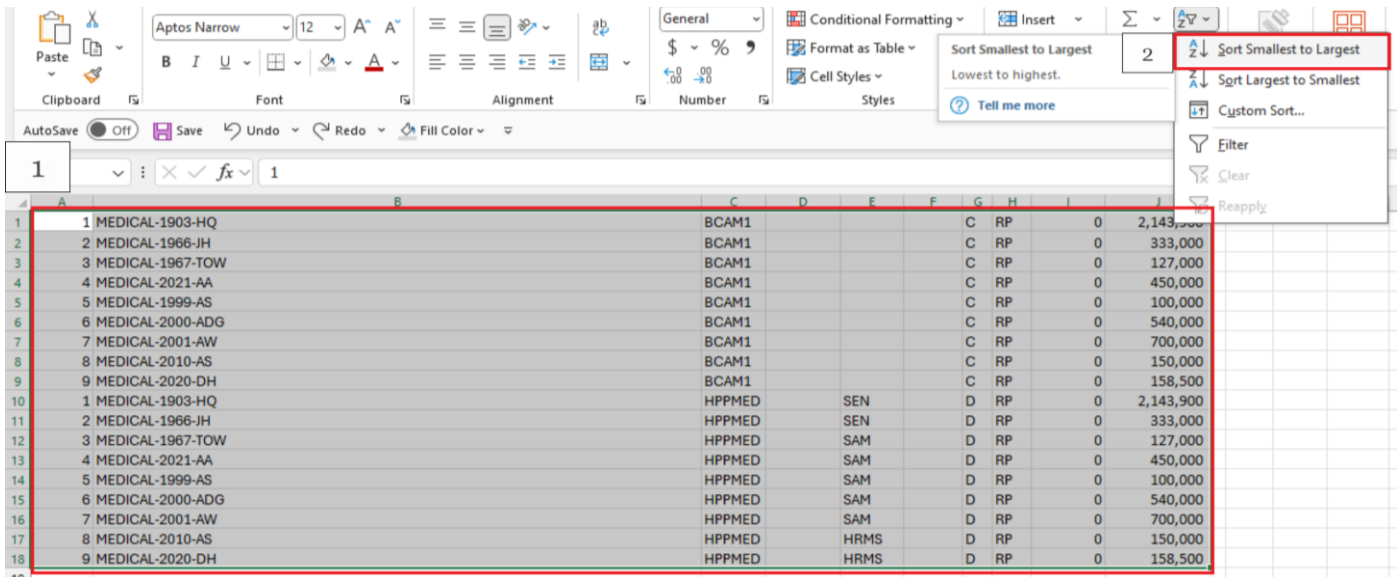 Aptos Narrow 12 A^ A˅ ab General Conditional Formatting Insert Σ
Paste $ % 9 Format as Table Sort Smallest to Largest 2 Sort Smallest to Largest
B I U A Cell Styles Lowest to highest. Sort Largest to Smallest
Clipboard Font Alignment Number Styles Tell me more Custom Sort...
AutoSave Off Save Undo Redo Fill Color Filter
1 fx 1 Clear
Reapply
A B C D E F G H I J
1 1 MEDICAL-1903-HQ BCAM1 C RP 0 2,143,900
2 2 MEDICAL-1966-JH BCAM1 C RP 0 333,000
3 3 MEDICAL-1967-TOW BCAM1 C RP 0 127,000
4 4 MEDICAL-2021-AA BCAM1 C RP 0 450,000
5 5 MEDICAL-1999-AS BCAM1 C RP 0 100,000
6 6 MEDICAL-2000-ADG BCAM1 C RP 0 540,000
7 7 MEDICAL-2001-AW BCAM1 C RP 0 700,000
8 8 MEDICAL-2010-AS BCAM1 C RP 0 150,000
9 9 MEDICAL-2020-DH BCAM1 C RP 0 158,500
10 1 MEDICAL-1903-HQ HPPMED SEN D RP 0 2,143,900
11 2 MEDICAL-1966-JH HPPMED SEN D RP 0 333,000
12 3 MEDICAL-1967-TOW HPPMED SAM D RP 0 127,000
13 4 MEDICAL-2021-AA HPPMED SAM D RP 0 450,000
14 5 MEDICAL-1999-AS HPPMED SAM D RP 0 100,000
15 6 MEDICAL-2000-ADG HPPMED SAM D RP 0 540,000
16 7 MEDICAL-2001-AW HPPMED SAM D RP 0 700,000
17 8 MEDICAL-2010-AS HPPMED HRMS D RP 0 150,000
18 9 MEDICAL-2020-DH HPPMED HRMS D RP 0 158,500